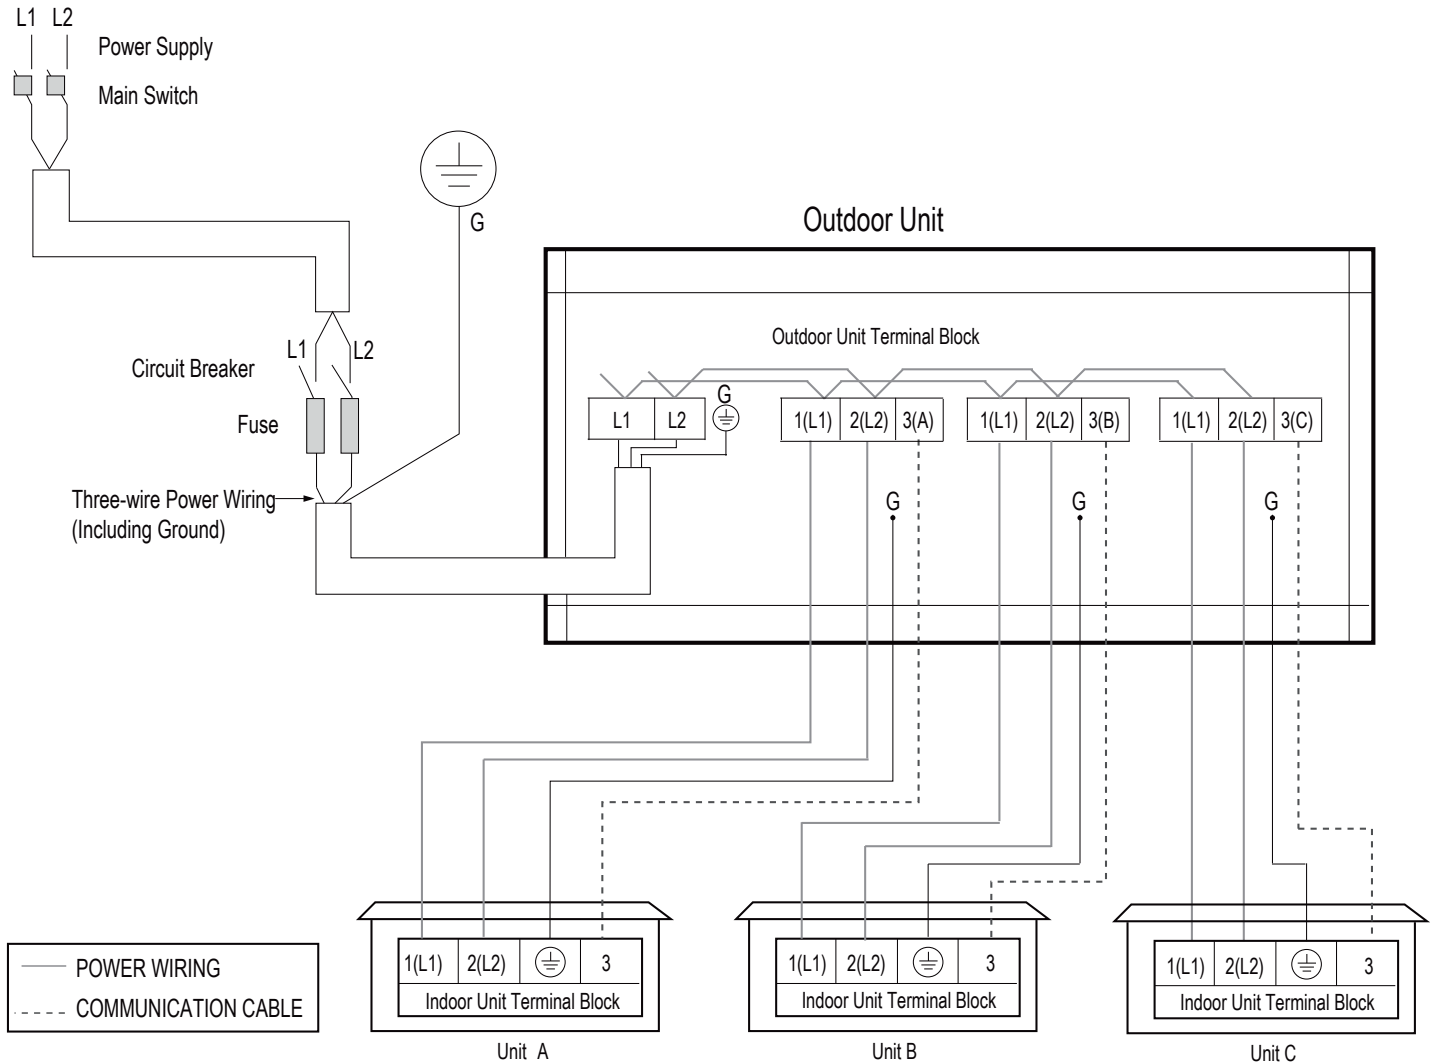 L1 L2
Power Supply
Main Switch
G
Outdoor Unit
Outdoor Unit Terminal Block
L1 L2
Circuit Breaker
Fuse
Three-wire Power Wiring
(Including Ground)
G
L1 L2
1(L1) 2(L2) 3(A)
1(L1) 2(L2) 3(B)
1(L1) 2(L2) 3(C)
G G G
1(L1) 2(L2) 3
Indoor Unit Terminal Block
Unit A
1(L1) 2(L2) 3
Indoor Unit Terminal Block
Unit B
1(L1) 2(L2) 3
Indoor Unit Terminal Block
Unit C
POWER WIRING
COMMUNICATION CABLE